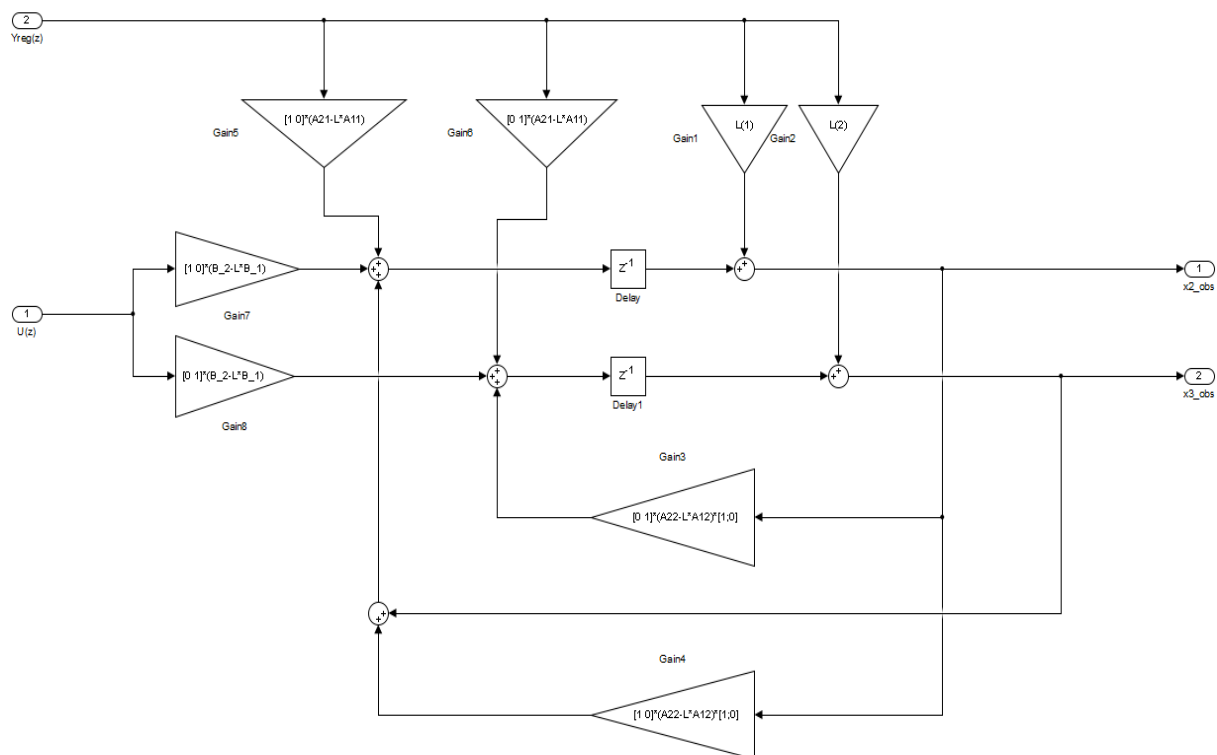 2
Yreg(z)
[1 0]*(A21-L*A11)
Gain5
[0 1]*(A21-L*A11)
Gain6
L(1)
Gain1
L(2)
Gain2
[1 0]*(B_2-L*B_1)
Gain7
+
+
+
z-1
Delay
+
+
1
x2_obs
1
U(z)
[0 1]*(B_2-L*B_1)
Gain8
+
+
+
z-1
Delay1
+
+
2
x3_obs
Gain3
[0 1]*(A22-L*A12)*[1;0]
+
+
Gain4
[1 0]*(A22-L*A12)*[1;0]